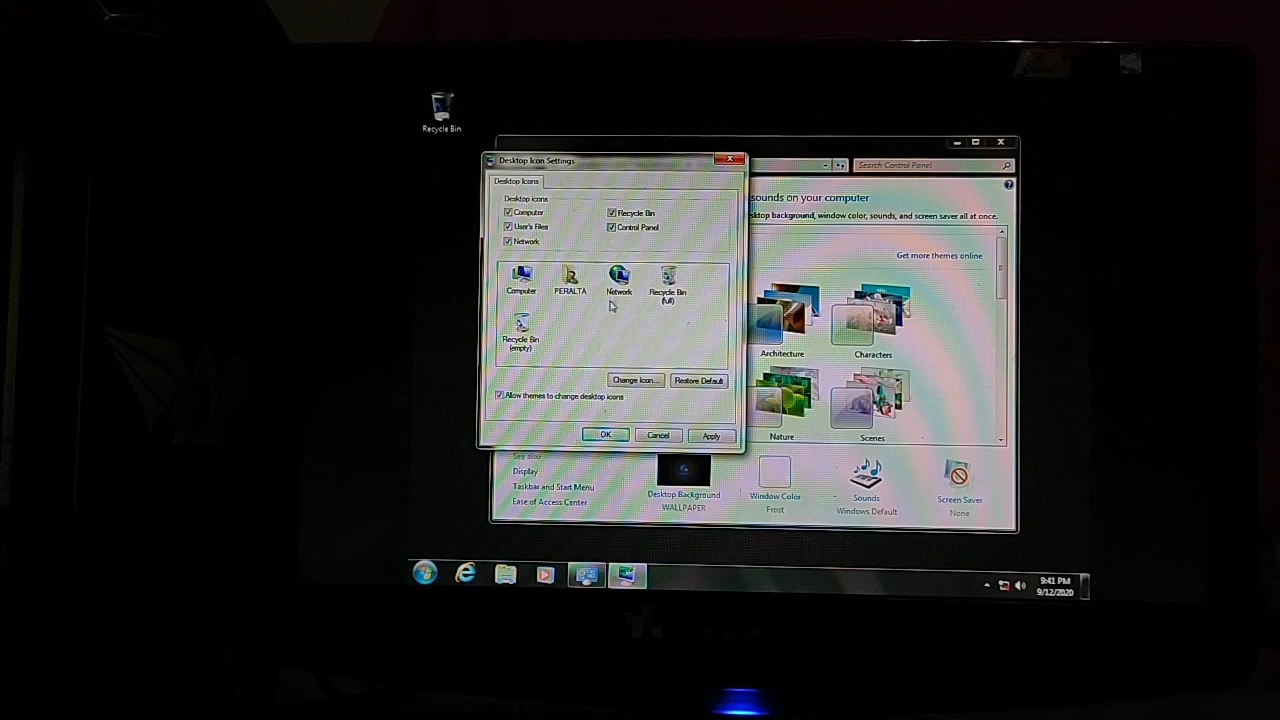 Recycle Bin
Desktop Icon Settings
Search Control Panel
Desktop Icons
sounds on your computer
Desktop icons
Computer
Recycle Bin
sktop background, window color, sounds, and screen saver all at once.
User's Files
Control Panel
Network
Get more themes online
Computer
PERALTA
Network
Recycle Bin
(full)
Recycle Bin
(empty)
Architecture
Characters
Change Icon...
Restore Default
Allow themes to change desktop icons
OK
Cancel
Apply
Nature
Scenes
See also
Display
Taskbar and Start Menu
Ease of Access Center
Desktop Background
WALLPAPER
Window Color
Frost
Sounds
Windows Default
Screen Saver
None
9:41 PM
9/12/2020